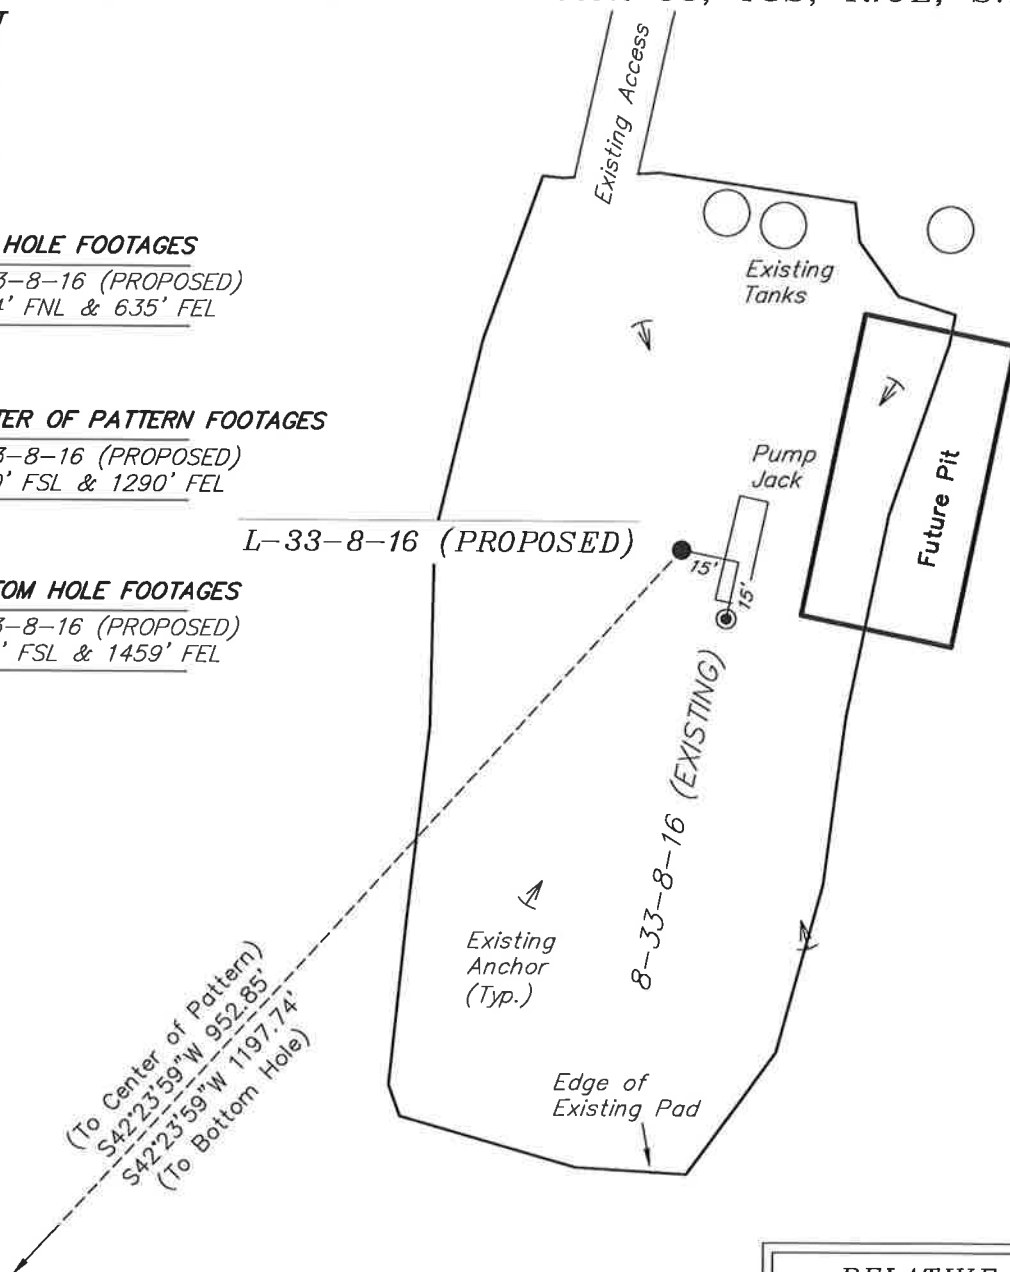 HOLE FOOTAGES
3-8-16 (PROPOSED)
4' FNL & 635' FEL
TER OF PATTERN FOOTAGES
3-8-16 (PROPOSED)
0' FSL & 1290' FEL
TOM HOLE FOOTAGES
3-8-16 (PROPOSED)
' FSL & 1459' FEL
Existing Access
Existing
Tanks
Pump
Jack
Future Pit
L-33-8-16 (PROPOSED)
15'
15'
8-33-8-16 (EXISTING)
Existing
Anchor
(Typ.)
Edge of
Existing Pad
(To Center of Pattern)
S42°23'59"W 952.85'
S42°23'59"W 1197.74'
(To Bottom Hole)
RELATIVE